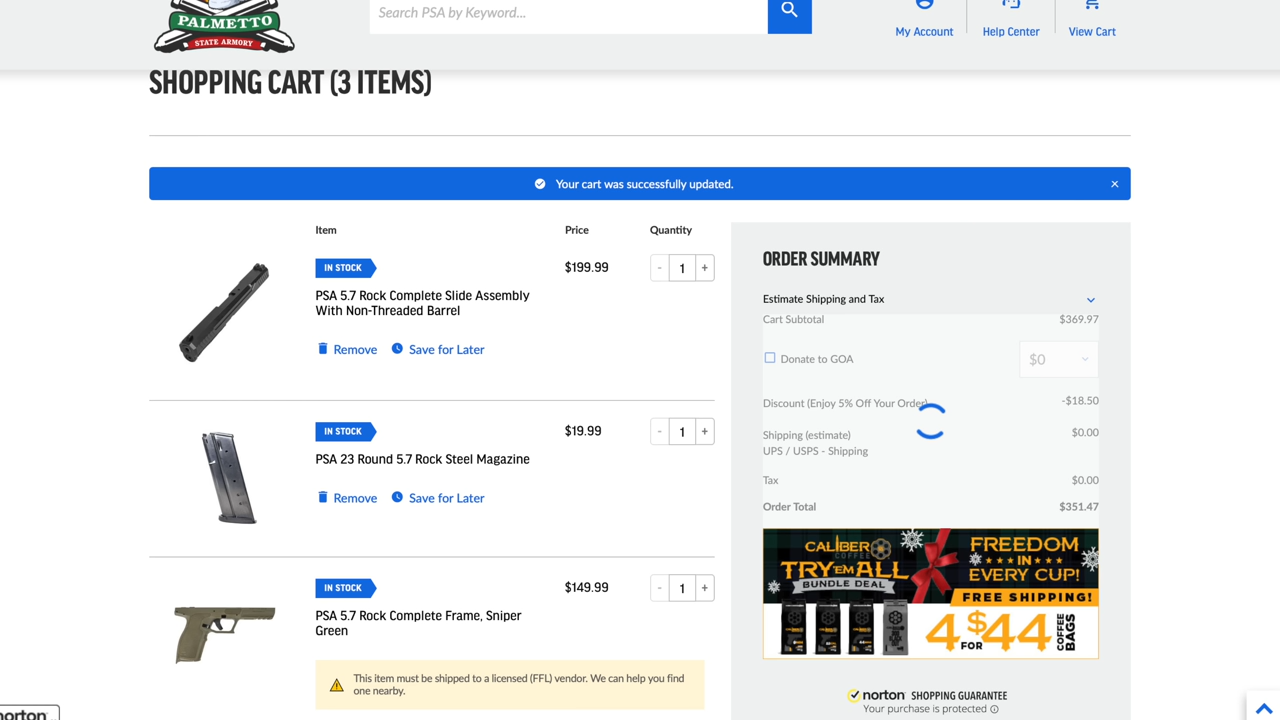 PALMETTO
STATE ARMORY
Search PSA by Keyword...
My Account
Help Center
View Cart
SHOPPING CART (3 ITEMS)
Your cart was successfully updated.
Item
Price
Quantity
IN STOCK
$199.99
- 1 +
PSA 5.7 Rock Complete Slide Assembly
With Non-Threaded Barrel
Remove
Save for Later
IN STOCK
$19.99
- 1 +
PSA 23 Round 5.7 Rock Steel Magazine
Remove
Save for Later
IN STOCK
$149.99
- 1 +
PSA 5.7 Rock Complete Frame, Sniper
Green
This item must be shipped to a licensed (FFL) vendor. We can help you find
one nearby.
ORDER SUMMARY
Estimate Shipping and Tax
Cart Subtotal
$369.97
Donate to GOA
$0
Discount (Enjoy 5% Off Your Order)
-$18.50
Shipping (estimate)
$0.00
UPS / USPS - Shipping
Tax
$0.00
Order Total
$351.47
CALIBER
COFFEE
TRY 'EM ALL
BUNDLE DEAL
FREEDOM
IN
EVERY CUP!
FREE SHIPPING!
4 FOR $44
COFFEE
BAGS
norton SHOPPING GUARANTEE
Your purchase is protected
norton